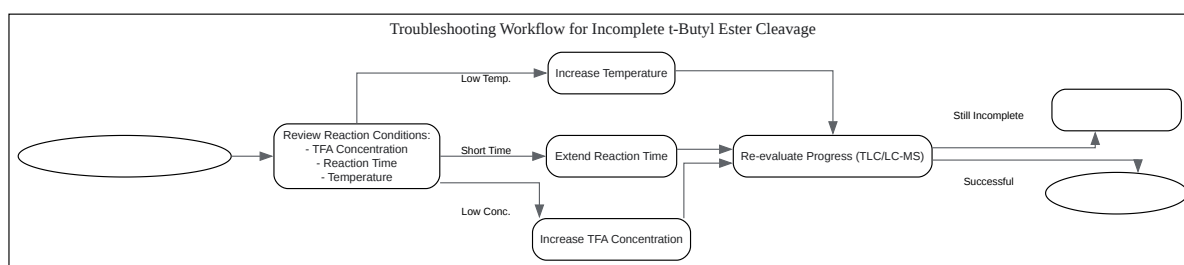 Troubleshooting Workflow for Incomplete t-Butyl Ester Cleavage
Low Temp.
Increase Temperature
Review Reaction Conditions:
- TFA Concentration
- Reaction Time
- Temperature
Short Time
Extend Reaction Time
Low Conc.
Increase TFA Concentration
Re-evaluate Progress (TLC/LC-MS)
Still Incomplete
Successful